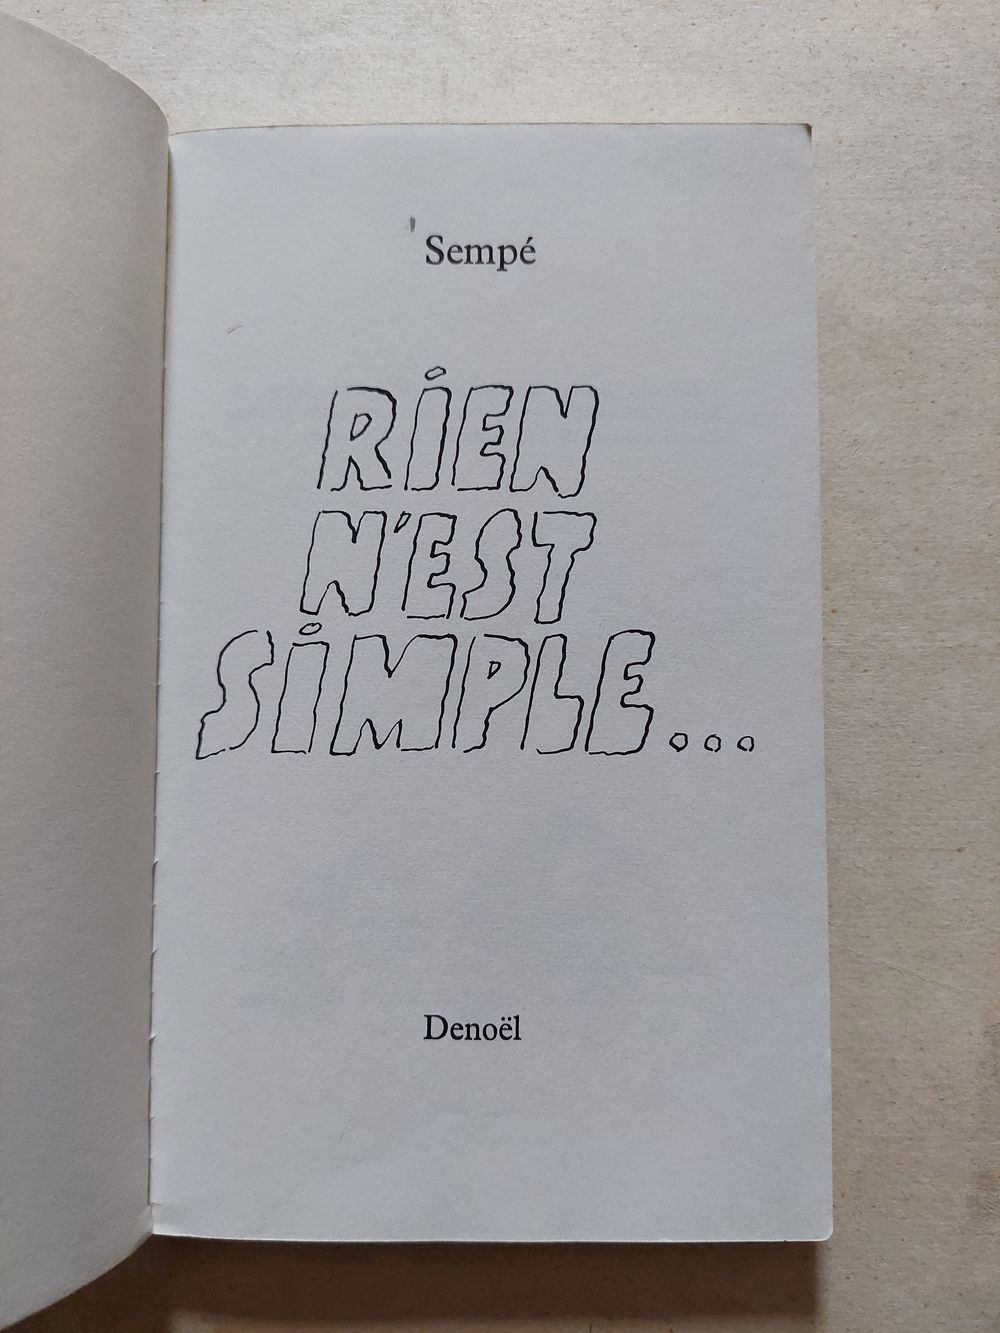 Sempé
RIEN
N'EST
SIMPLE...
Denoël